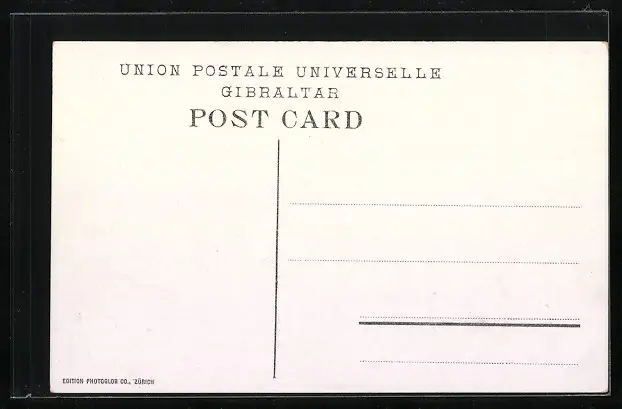 UNION POSTALE UNIVERSELLE
GIBRALTAR
POST CARD
EDITION PHOTOGLOB CO., ZÜRICH